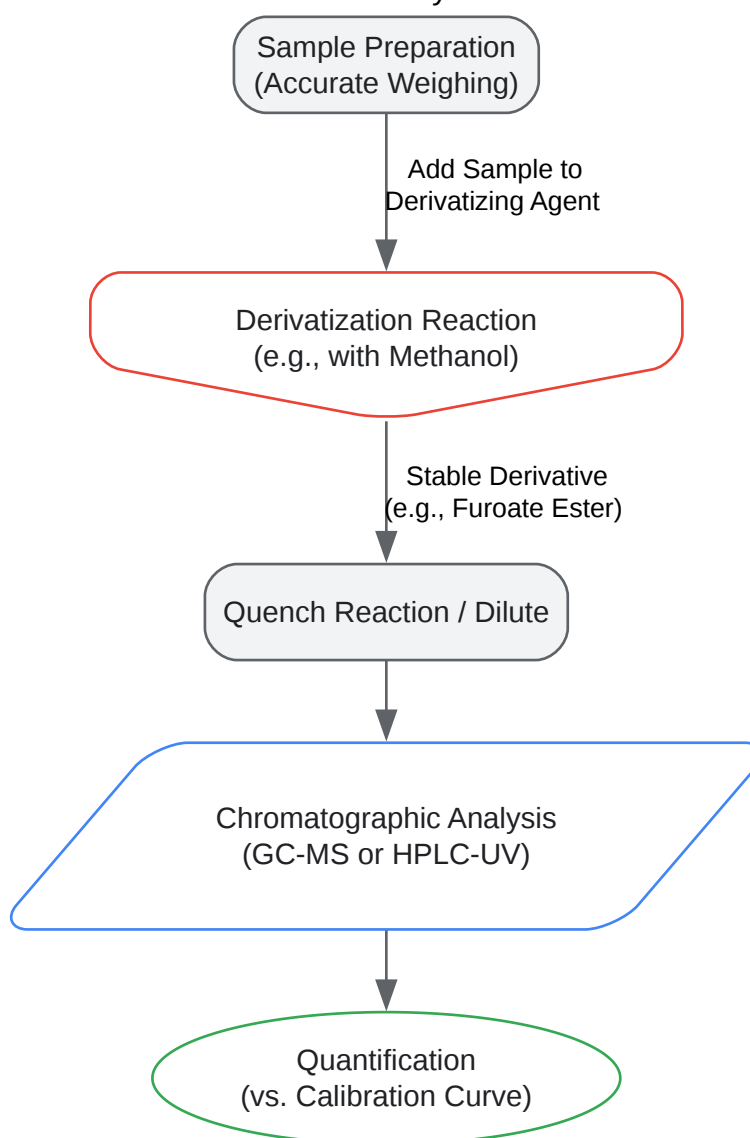 Sample Preparation
(Accurate Weighing)
Add Sample to
Derivatizing Agent
Derivatization Reaction
(e.g., with Methanol)
Stable Derivative
(e.g., Furoate Ester)
Quench Reaction / Dilute
Chromatographic Analysis
(GC-MS or HPLC-UV)
Quantification
(vs. Calibration Curve)